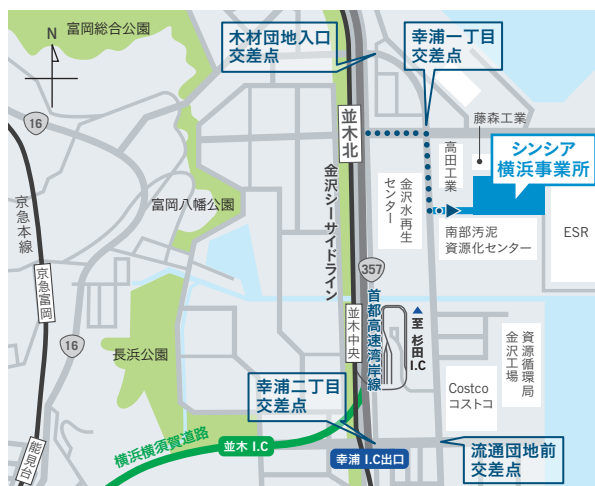 富岡総合公園
N
木材団地入口
交差点
幸浦一丁目
交差点
16
並木北
藤森工業
高田工業
シンシア
横浜事業所
金沢シーサイドライン
富岡八幡公園
金沢水再生
センター
京急本線
南部汚泥
資源化センター
ESR
京急富岡
357
首都高速湾岸線
至 杉田 I.C
並木中央
16
長浜公園
資源循環局
金沢工場
Costco
コストコ
幸浦二丁目
交差点
横浜横須賀道路
並木 I.C
幸浦 I.C出口
流通団地前
交差点
能見台